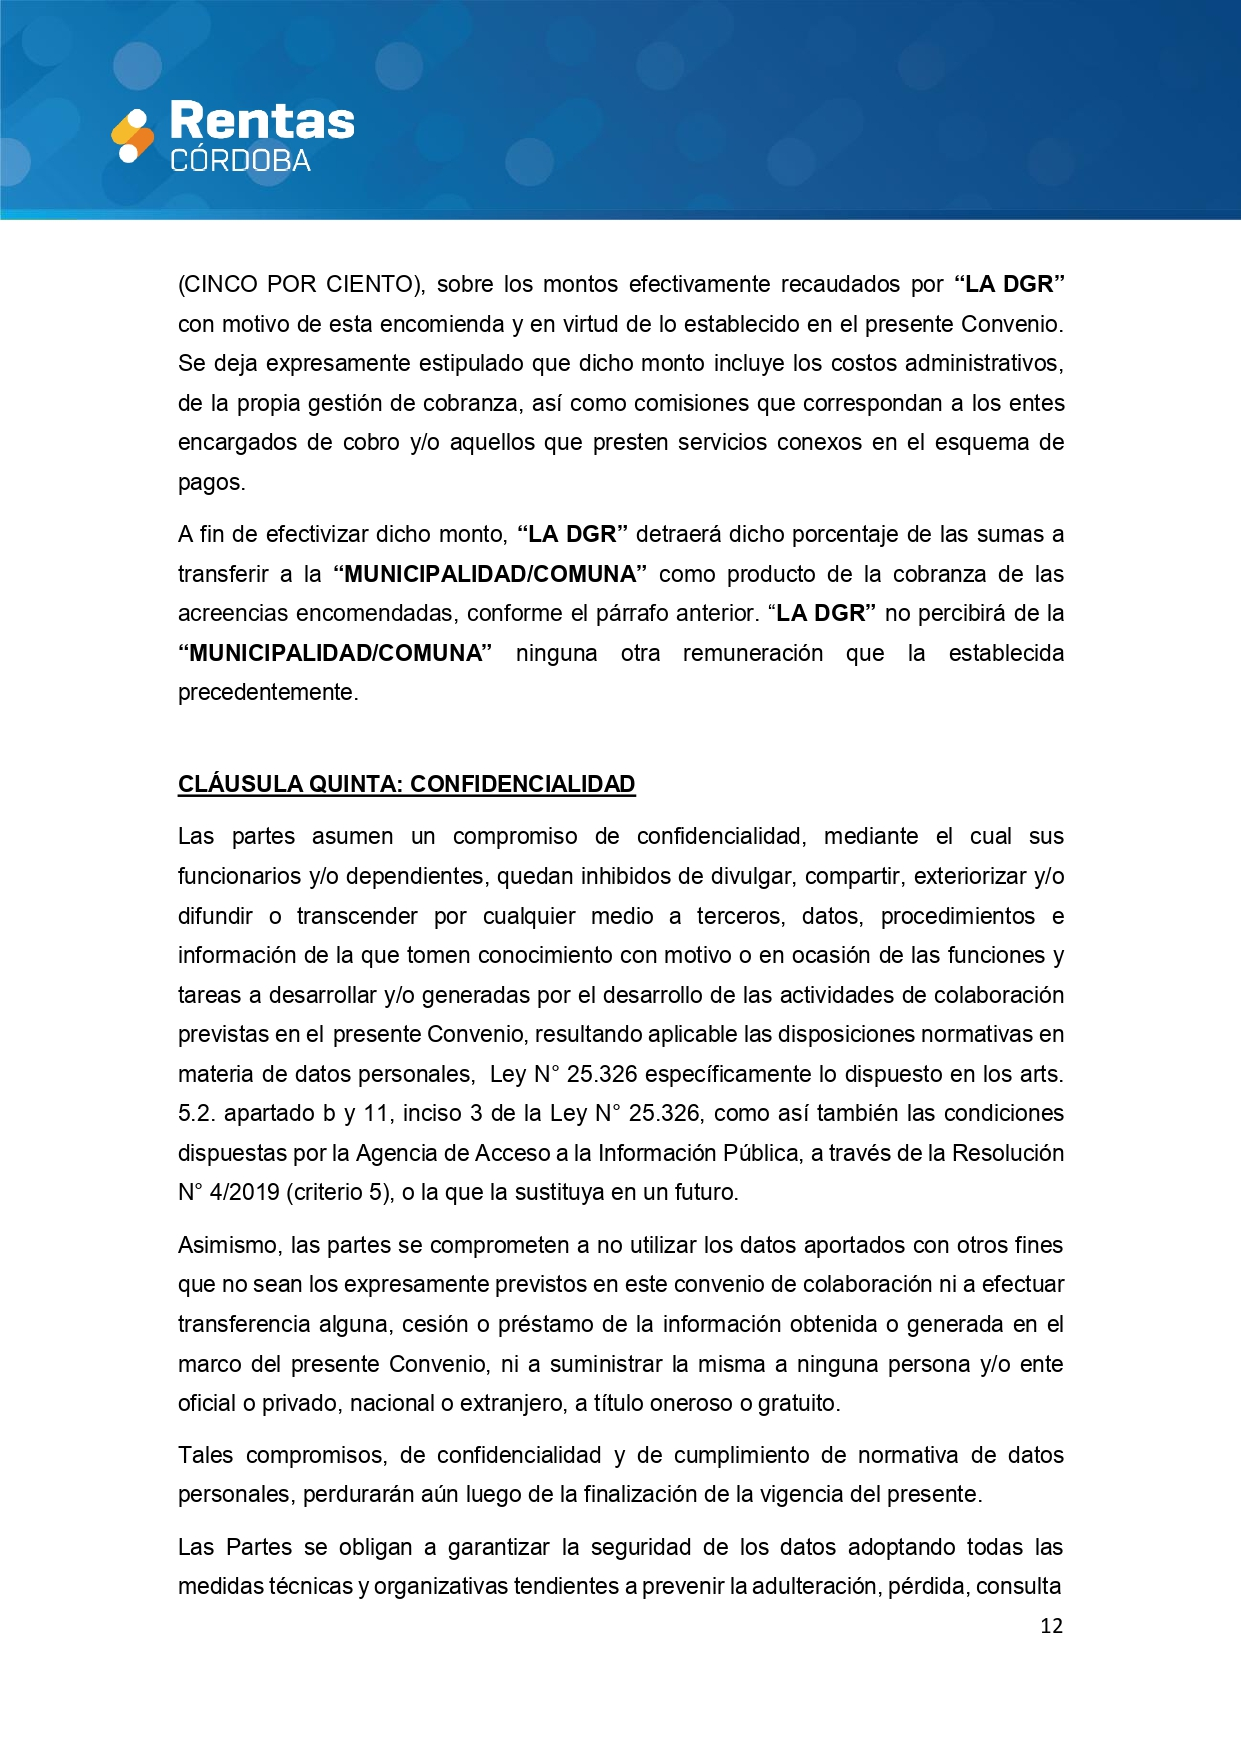 Rentas
CÓRDOBA
(CINCO POR CIENTO), sobre los montos efectivamente recaudados por “LA DGR”
con motivo de esta encomienda y en virtud de lo establecido en el presente Convenio.
Se deja expresamente estipulado que dicho monto incluye los costos administrativos,
de la propia gestión de cobranza, así como comisiones que correspondan a los entes
encargados de cobro y/o aquellos que presten servicios conexos en el esquema de
pagos.
A fin de efectivizar dicho monto, “LA DGR” detraerá dicho porcentaje de las sumas a
transferir a la “MUNICIPALIDAD/COMUNA” como producto de la cobranza de las
acreencias encomendadas, conforme el párrafo anterior. “LA DGR” no percibirá de la
“MUNICIPALIDAD/COMUNA” ninguna otra remuneración que la establecida
precedentemente.
CLÁUSULA QUINTA: CONFIDENCIALIDAD
Las partes asumen un compromiso de confidencialidad, mediante el cual sus
funcionarios y/o dependientes, quedan inhibidos de divulgar, compartir, exteriorizar y/o
difundir o transcender por cualquier medio a terceros, datos, procedimientos e
información de la que tomen conocimiento con motivo o en ocasión de las funciones y
tareas a desarrollar y/o generadas por el desarrollo de las actividades de colaboración
previstas en el presente Convenio, resultando aplicable las disposiciones normativas en
materia de datos personales, Ley N° 25.326 específicamente lo dispuesto en los arts.
5.2. apartado b y 11, inciso 3 de la Ley N° 25.326, como así también las condiciones
dispuestas por la Agencia de Acceso a la Información Pública, a través de la Resolución
N° 4/2019 (criterio 5), o la que la sustituya en un futuro.
Asimismo, las partes se comprometen a no utilizar los datos aportados con otros fines
que no sean los expresamente previstos en este convenio de colaboración ni a efectuar
transferencia alguna, cesión o préstamo de la información obtenida o generada en el
marco del presente Convenio, ni a suministrar la misma a ninguna persona y/o ente
oficial o privado, nacional o extranjero, a título oneroso o gratuito.
Tales compromisos, de confidencialidad y de cumplimiento de normativa de datos
personales, perdurarán aún luego de la finalización de la vigencia del presente.
Las Partes se obligan a garantizar la seguridad de los datos adoptando todas las
medidas técnicas y organizativas tendientes a prevenir la adulteración, pérdida, consulta
12